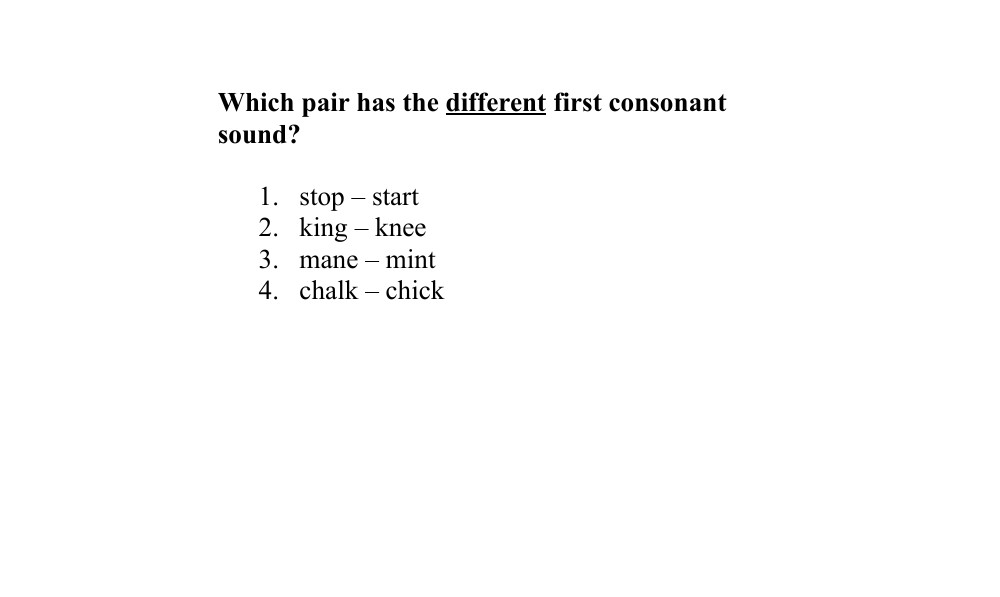 Which pair has the different first consonant
sound?
1. stop – start
2. king – knee
3. mane – mint
4. chalk – chick